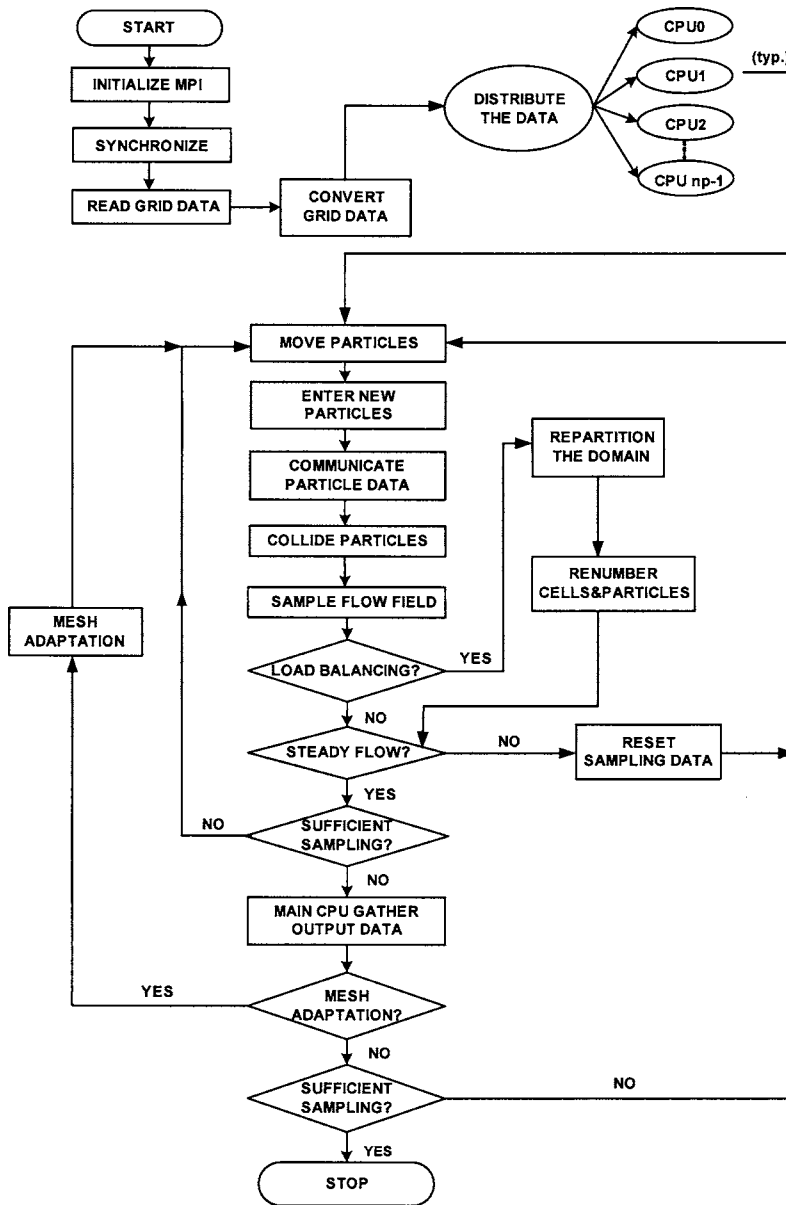 START
INITIALIZE MPI
SYNCHRONIZE
READ GRID DATA
CONVERT
GRID DATA
DISTRIBUTE
THE DATA
CPU0
CPU1
CPU2
CPU np-1
(typ.)
MOVE PARTICLES
ENTER NEW
PARTICLES
COMMUNICATE
PARTICLE DATA
COLLIDE PARTICLES
SAMPLE FLOW FIELD
LOAD BALANCING?
YES
REPARTITION
THE DOMAIN
RENUMBER
CELLS&PARTICLES
NO
STEADY FLOW?
NO
RESET
SAMPLING DATA
YES
SUFFICIENT
SAMPLING?
NO
NO
MESH
ADAPTATION
MAIN CPU GATHER
OUTPUT DATA
MESH
ADAPTATION?
YES
NO
SUFFICIENT
SAMPLING?
NO
YES
STOP